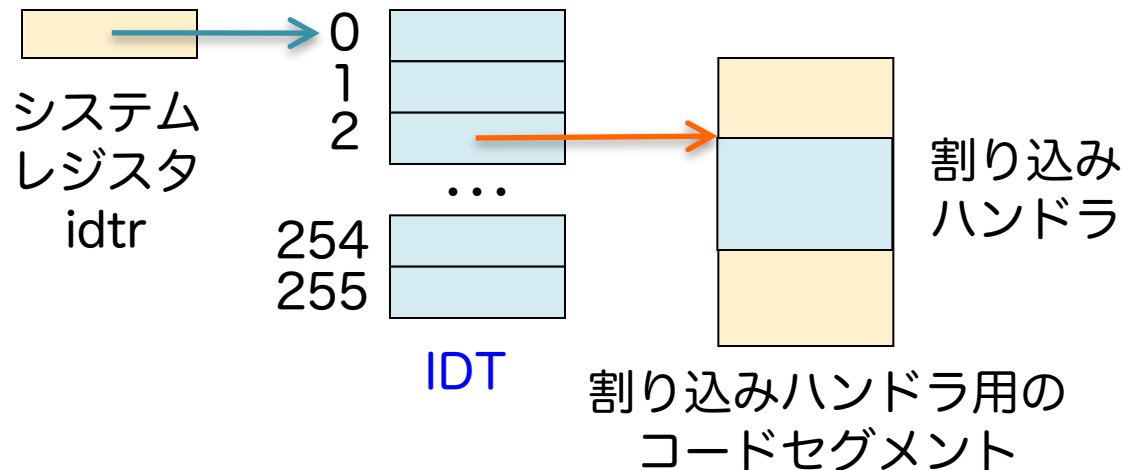 システム
レジスタ
idtr
0
1
2
...
254
255
IDT
割り込み
ハンドラ
割り込みハンドラ用の
コードセグメント